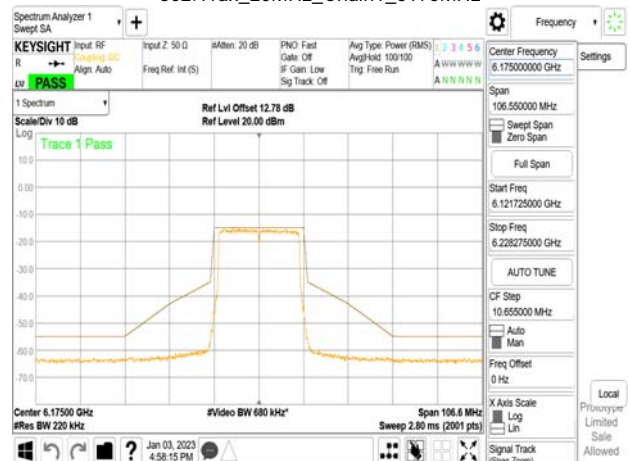 Spectrum Analyzer 1
Swept SA
Frequency
KEYSIGHT Input: RF
Coupling: DC
Align: Auto
Input Z: 50 Ω
Freq Ref: Int (S)
#Atten: 20 dB
PNO: Fast
Gate: Off
IF Gain: Low
Sig Track: Off
Avg Type: Power (RMS)
Avg|Hold: 100/100
Trig: Free Run
1 2 3 4 5 6
A W W W W W
A N N N N N
R
PASS
Center Frequency
6.175000000 GHz
Settings
1 Spectrum
Scale/Div 10 dB
Ref Lvl Offset 12.78 dB
Ref Level 20.00 dBm
Log
Trace 1 Pass
10.0
0.00
-10.0
-20.0
-30.0
-40.0
-50.0
-60.0
-70.0
Span
106.550000 MHz
Swept Span
Zero Span
Full Span
Start Freq
6.121725000 GHz
Stop Freq
6.228275000 GHz
AUTO TUNE
CF Step
10.655000 MHz
Auto
Man
Freq Offset
0 Hz
X Axis Scale
Log
Lin
Local
Prototype
Limited
Sale
Allowed
Signal Track
(Span Zoom)
Center 6.17500 GHz
#Res BW 220 kHz
#Video BW 680 kHz*
Span 106.6 MHz
Sweep 2.80 ms (2001 pts)
Jan 03, 2023
4:58:15 PM